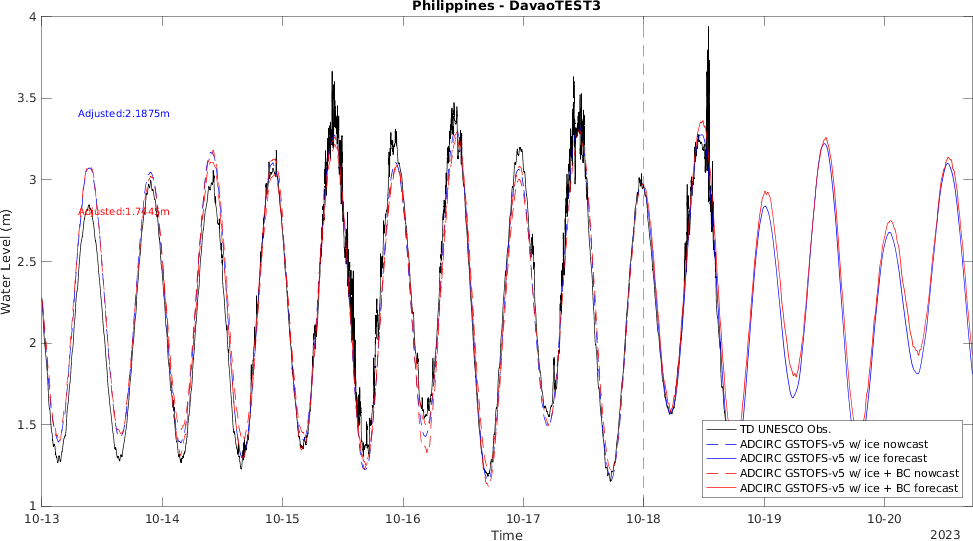 Philippines - DavaoTEST3
4
3.5
3
2.5
2
1.5
1
Water Level (m)
Adjusted:2.1875m
Adjusted:1.7445m
TD UNESCO Obs.
ADCIRC GSTOFS-v5 w/ ice nowcast
ADCIRC GSTOFS-v5 w/ ice forecast
ADCIRC GSTOFS-v5 w/ ice + BC nowcast
ADCIRC GSTOFS-v5 w/ ice + BC forecast
10-13 10-14 10-15 10-16 10-17 10-18 10-19 10-20
Time
2023